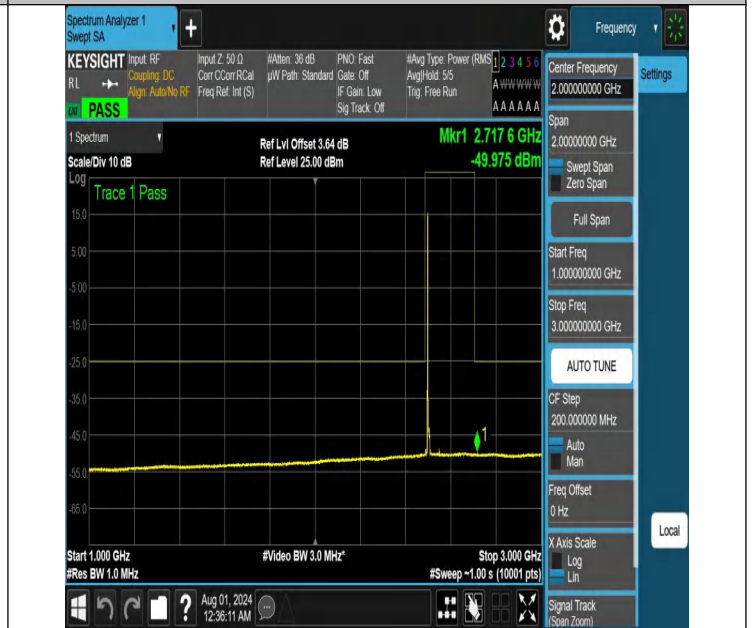 Spectrum Analyzer 1
Swept SA
+
Frequency
KEYSIGHT
RL
PASS
Input: RF
Coupling: DC
Align: Auto/No RF
Input Z: 50 Ω
Corr CCorr RCal
Freq Ref: Int (S)
#Atten: 36 dB
µW Path: Standard
PNO: Fast
Gate: Off
IF Gain: Low
Sig Track: Off
#Avg Type: Power (RMS
Avg|Hold: 5/5
Trig: Free Run
1 2 3 4 5 6
A W W W W W
A A A A A A
Center Frequency
2.000000000 GHz
Settings
Span
2.00000000 GHz
Swept Span
Zero Span
Full Span
Start Freq
1.000000000 GHz
Stop Freq
3.000000000 GHz
AUTO TUNE
CF Step
200.000000 MHz
Auto
Man
Freq Offset
0 Hz
X Axis Scale
Log
Lin
Local
Signal Track
(Span Zoom)
1 Spectrum
Scale/Div 10 dB
Ref Lvl Offset 3.64 dB
Ref Level 25.00 dBm
Mkr1 2.717 6 GHz
-49.975 dBm
Log
Trace 1 Pass
15.0
5.00
-5.00
-15.0
-25.0
-35.0
-45.0
-55.0
-65.0
1
Start 1.000 GHz
#Res BW 1.0 MHz
#Video BW 3.0 MHz*
Stop 3.000 GHz
#Sweep ~1.00 s (10001 pts)
?
Aug 01, 2024
12:36:11 AM